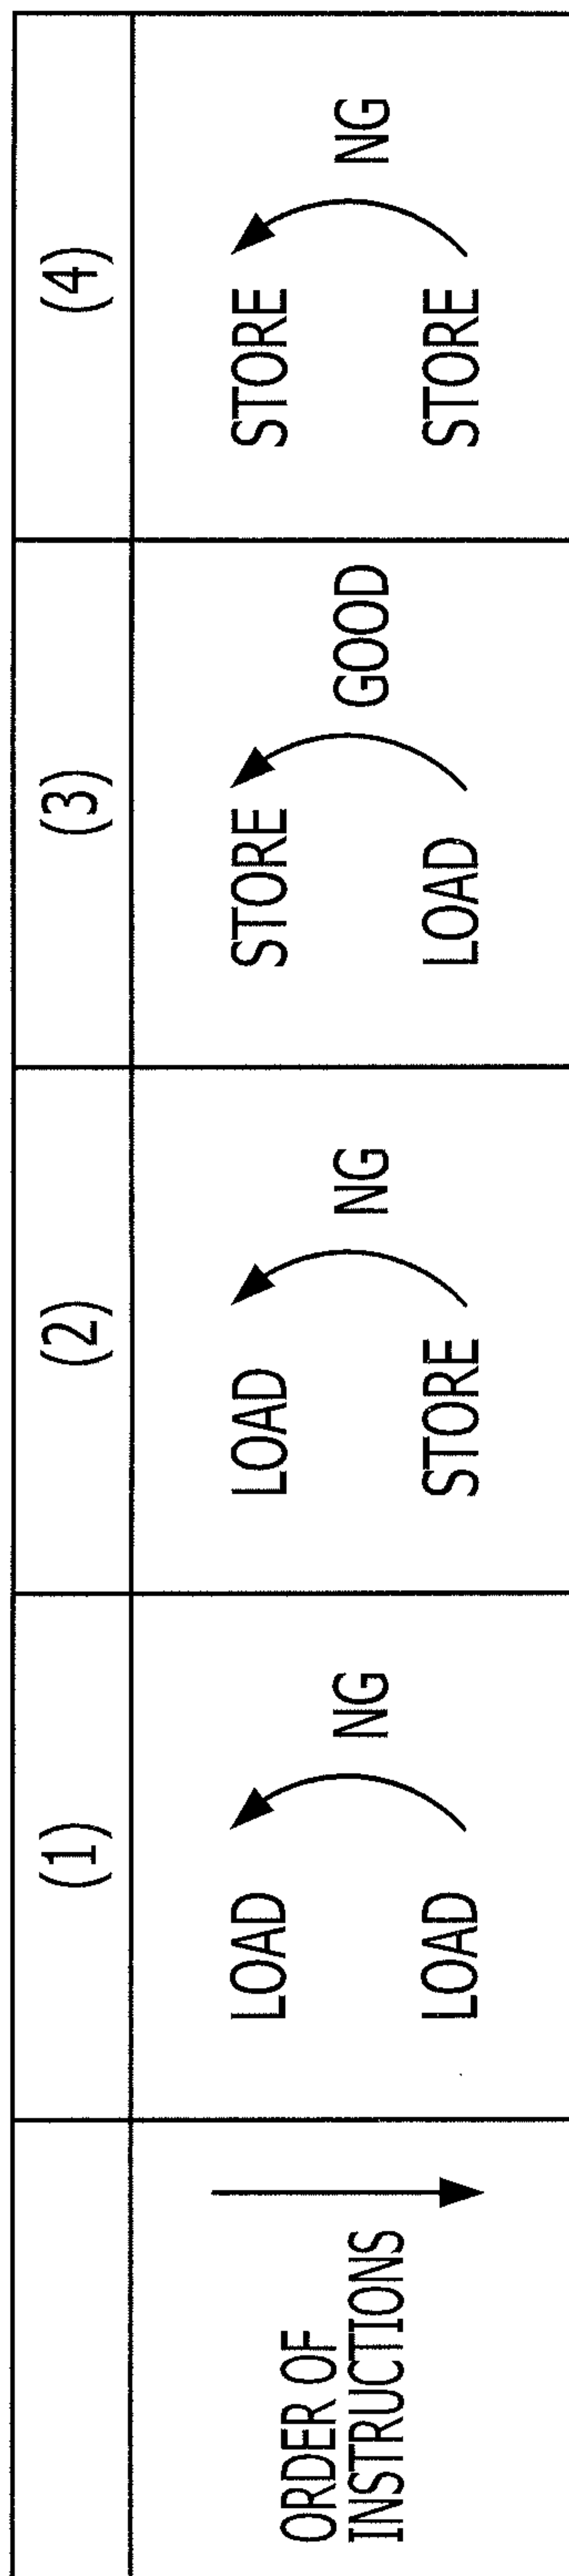 (1)
(2)
(3)
(4)
ORDER OF
INSTRUCTIONS
LOAD
NG
LOAD
LOAD
NG
STORE
STORE
GOOD
LOAD
STORE
NG
STORE